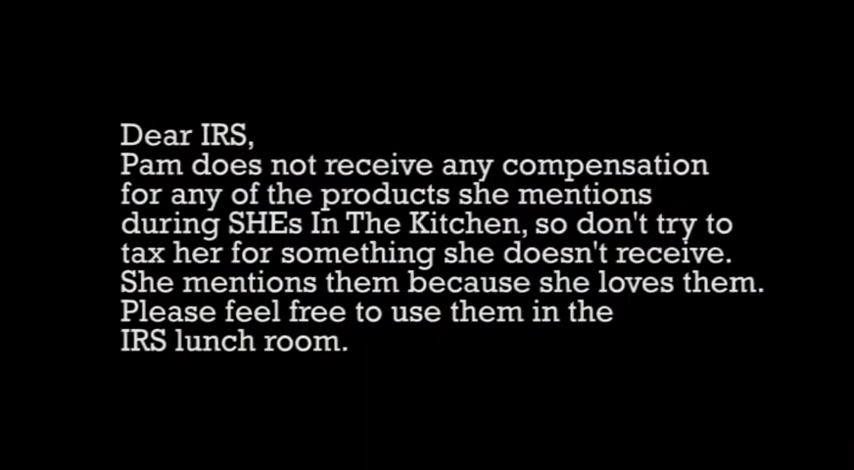 Dear IRS,
Pam does not receive any compensation
for any of the products she mentions
during SHEs In The Kitchen, so don't try to
tax her for something she doesn't receive.
She mentions them because she loves them.
Please feel free to use them in the
IRS lunch room.